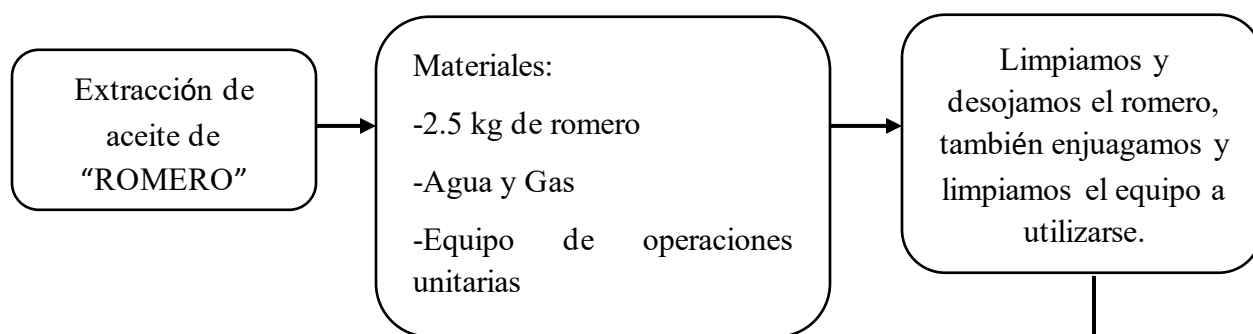 Extracción de
aceite de
“ROMERO”
Materiales:
-2.5 kg de romero
-Agua y Gas
-Equipo de operaciones
unitarias
Limpiamos y
desojamos el romero,
también enjuagamos y
limpiamos el equipo a
utilizarse.